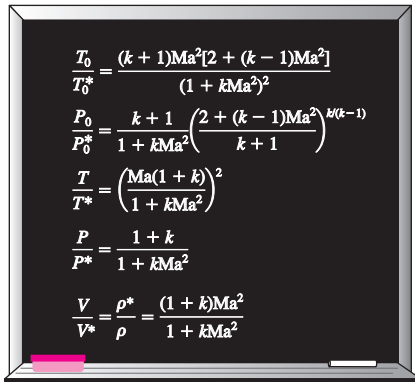 T₀/T₀* = (k + 1)Ma²[2 + (k − 1)Ma²]/(1 + kMa²)²
P₀/P₀* = (k + 1)/(1 + kMa²) ((2 + (k − 1)Ma²)/(k + 1))^(k/(k−1))
T/T* = (Ma(1 + k)/(1 + kMa²))²
P/P* = (1 + k)/(1 + kMa²)
V/V* = ρ*/ρ = (1 + k)Ma²/(1 + kMa²)